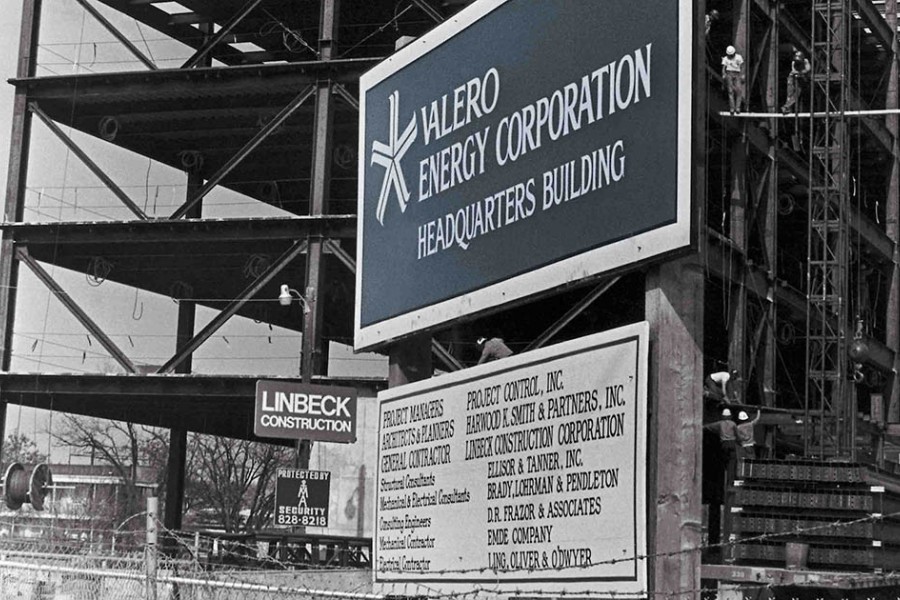 VALERO
ENERGY CORPORATION
HEADQUARTERS BUILDING
LINBECK
CONSTRUCTION
PROTECTED BY
SECURITY
828-8218
PROJECT MANAGERS PROJECT CONTROL, INC.
ARCHITECTS & PLANNERS HARWOOD K. SMITH & PARTNERS, INC.
GENERAL CONTRACTOR LINBECK CONSTRUCTION CORPORATION
Structural Consultants ELLISOR & TANNER, INC.
Mechanical & Electrical Consultants BRADY, LOHRMAN & PENDLETON
Consulting Engineers D.R. FRAZOR & ASSOCIATES
Mechanical Contractor EMDE COMPANY
Electrical Contractor LING, OLIVER & O'DWYER